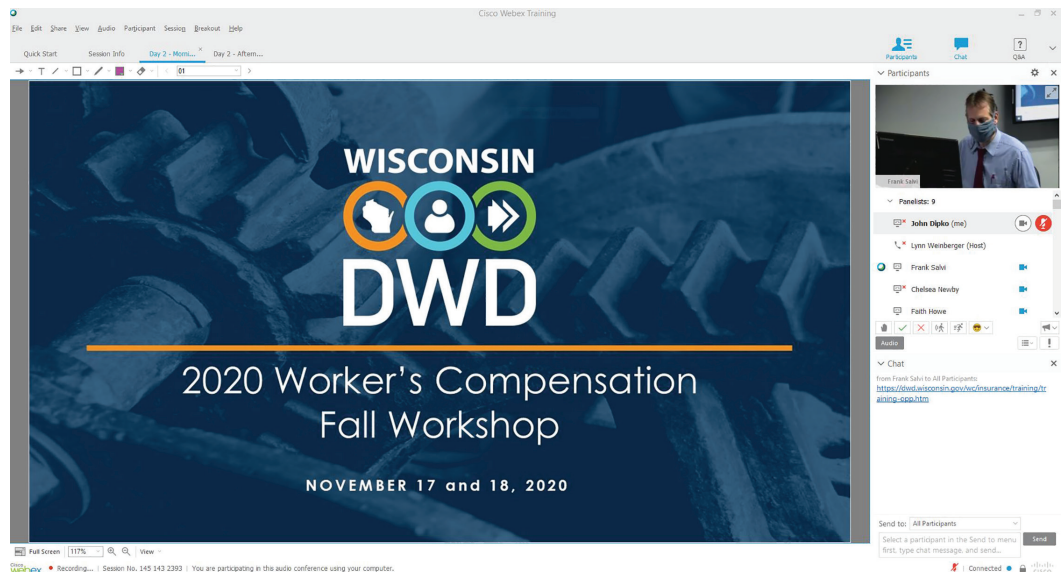 Cisco Webex Training
File Edit Share View Audio Participant Session Breakout Help
Quick Start Session Info Day 2 - Morni... Day 2 - Aftern...
Participants Chat Q&A
T 01
Participants
WISCONSIN
DWD
2020 Worker's Compensation
Fall Workshop
NOVEMBER 17 and 18, 2020
Frank Salvi
Panelists: 9
John Dipko (me)
Lynn Weinberger (Host)
Frank Salvi
Chelsea Newby
Faith Howe
Audio
Chat
from Frank Salvi to All Participants:
https://dwd.wisconsin.gov/wc/insurance/training/tr
aining-opp.htm
Send to: All Participants
Select a participant in the Send to menu
first, type chat message, and send...
Send
Full Screen 117% View
Cisco Webex Recording... | Session No. 145 143 2393 | You are participating in this audio conference using your computer.
Connected
CISCO